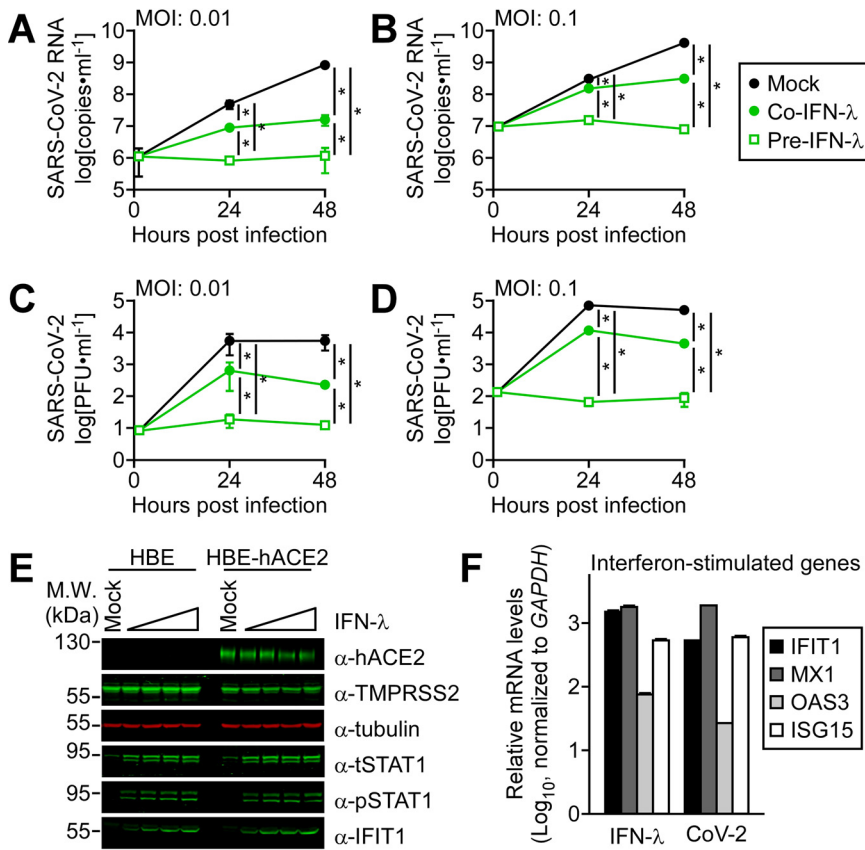 A
MOI: 0.01
SARS-CoV-2 RNA
log[copies•ml⁻¹]
10
9
8
7
6
5
0
24
48
Hours post infection
* * *
* * *
B
MOI: 0.1
SARS-CoV-2 RNA
log[copies•ml⁻¹]
10
9
8
7
6
5
0
24
48
Hours post infection
* * *
* * *
Mock
Co-IFN-λ
Pre-IFN-λ
C
MOI: 0.01
SARS-CoV-2
log[PFU•ml⁻¹]
5
4
3
2
1
0
0
24
48
Hours post infection
* * *
* * *
D
MOI: 0.1
SARS-CoV-2
log[PFU•ml⁻¹]
5
4
3
2
1
0
0
24
48
Hours post infection
* * *
* * *
E
HBE
HBE-hACE2
M.W.
(kDa)
Mock
Mock
IFN-λ
130
α-hACE2
55
α-TMPRSS2
55
α-tubulin
95
α-tSTAT1
95
α-pSTAT1
55
α-IFIT1
F
Interferon-stimulated genes
Relative mRNA levels
(Log₁₀, normalized to GAPDH)
3
2
1
0
IFN-λ
CoV-2
IFIT1
MX1
OAS3
ISG15